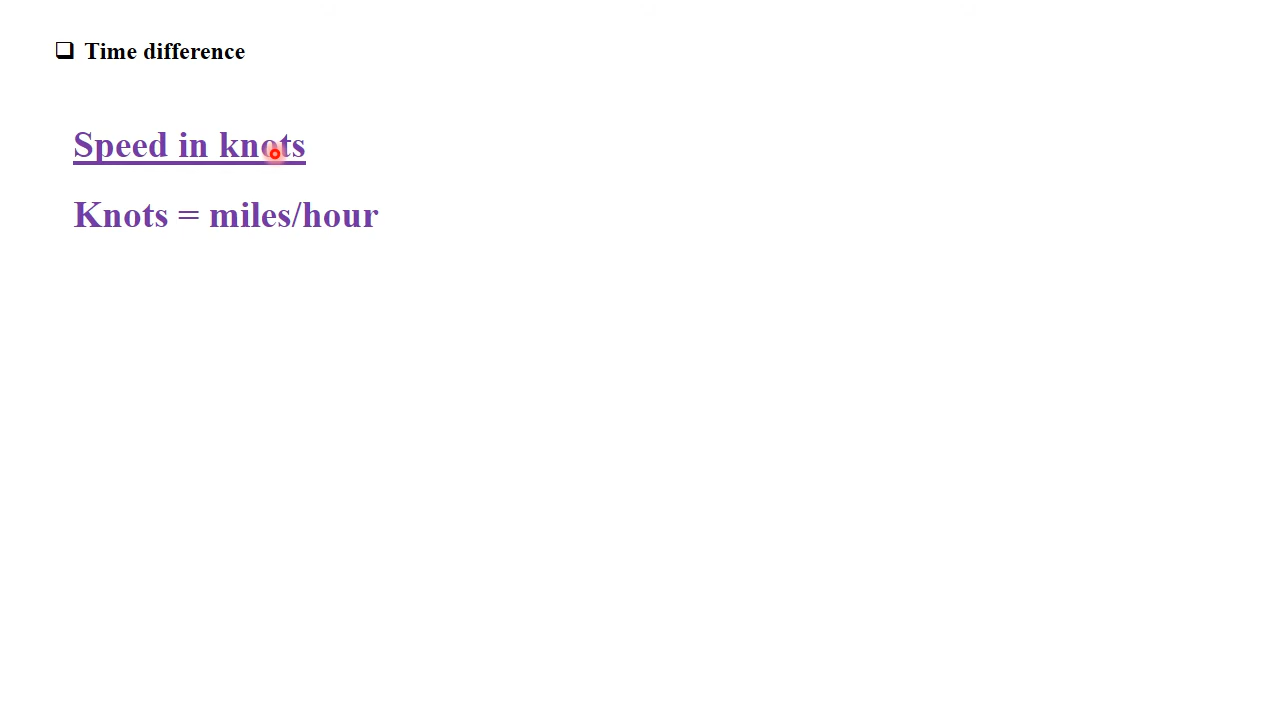 ❑ Time difference
Speed in knots
Knots = miles/hour